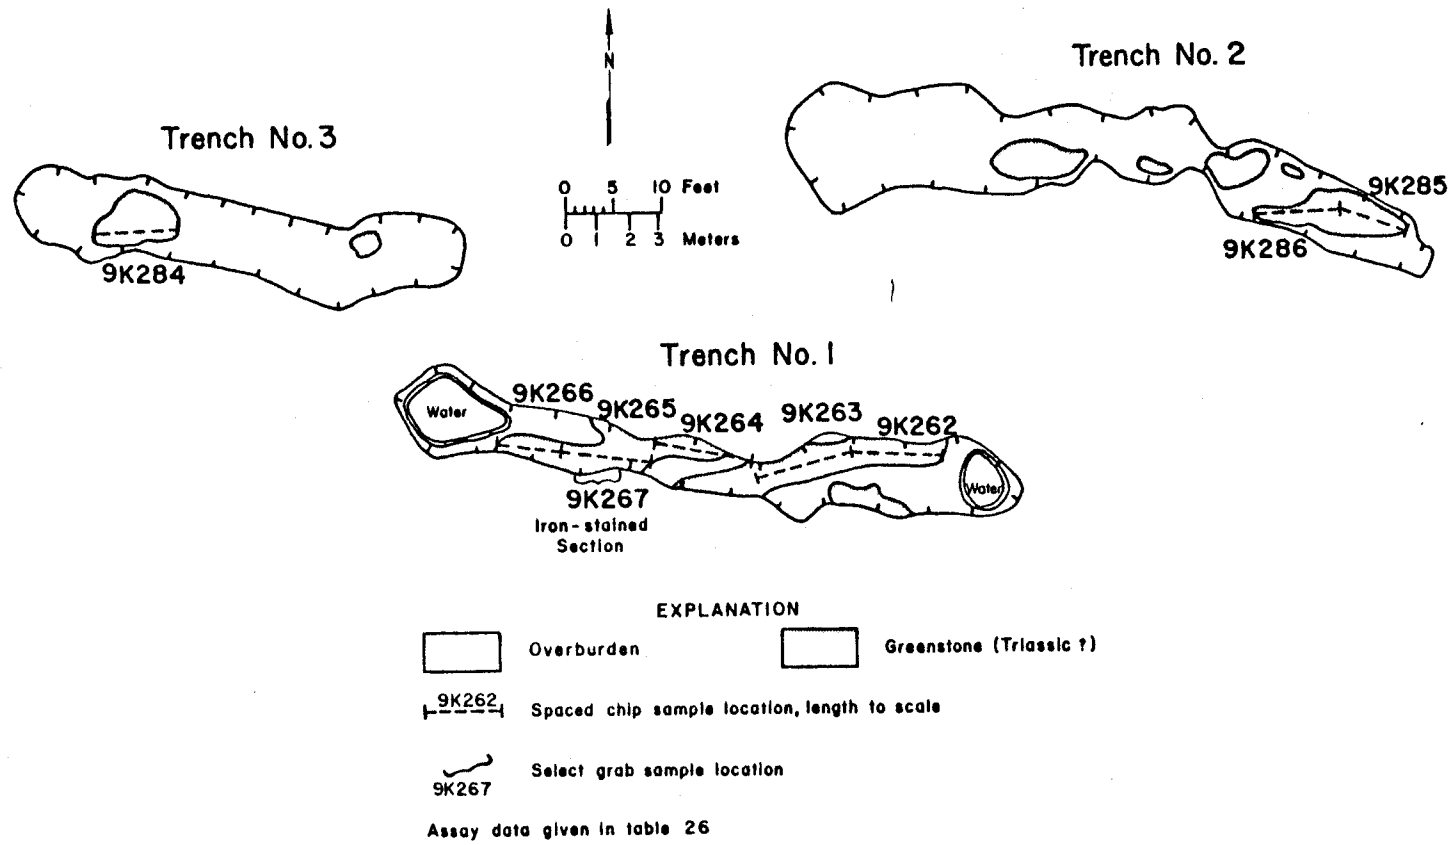 N
Trench No. 2
Trench No. 3
0 5 10 Feet
0 1 2 3 Meters
9K285
9K286
9K284
Trench No. 1
Water
9K266
9K265
9K264
9K263
9K262
Water
9K267
Iron-stained
Section
EXPLANATION
Overburden
Greenstone (Triassic ?)
9K262
Spaced chip sample location, length to scale
Select grab sample location
9K267
Assay data given in table 26